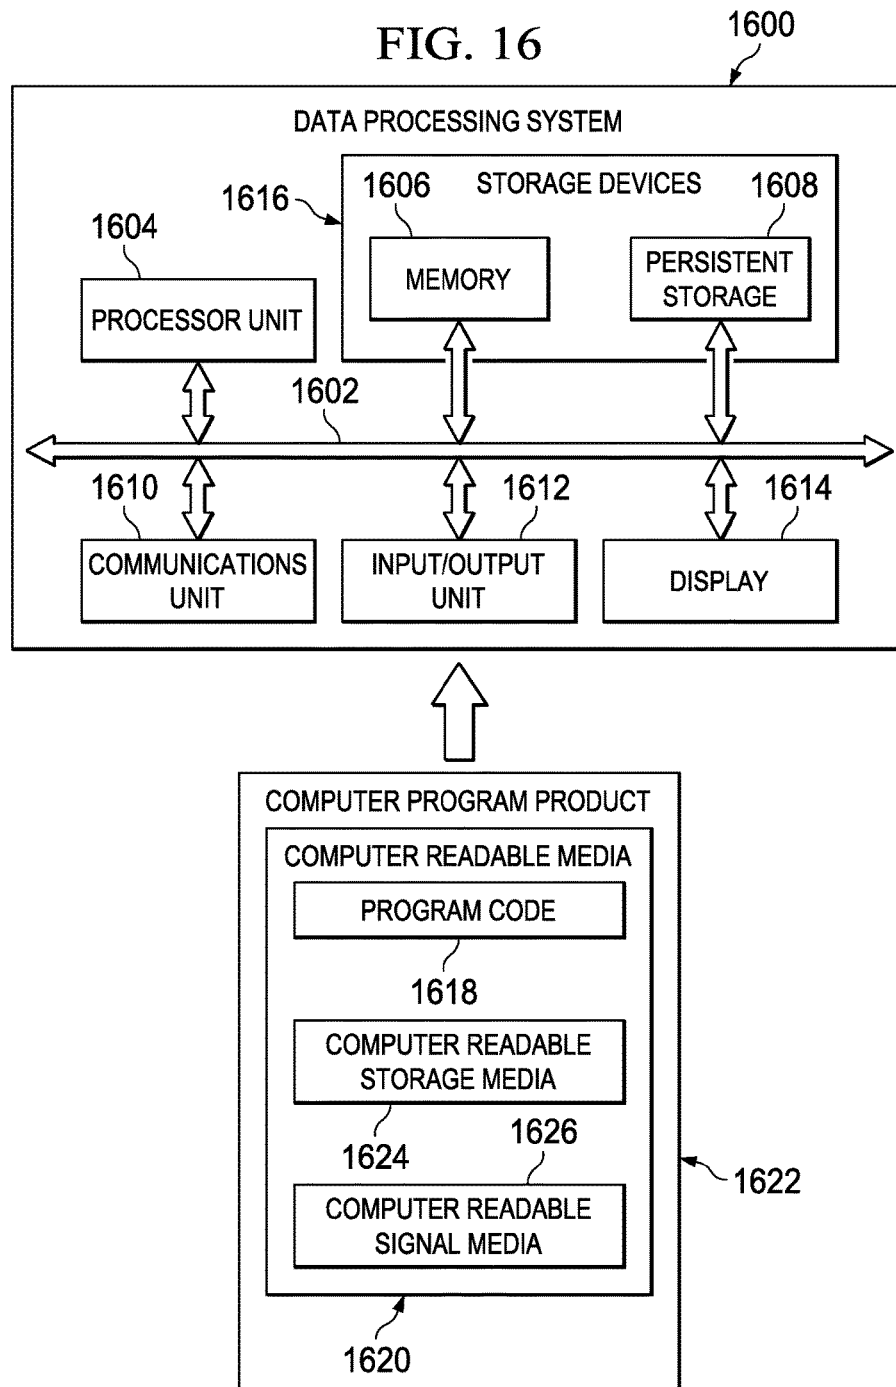 FIG. 16
1600
DATA PROCESSING SYSTEM
1616
1606
STORAGE DEVICES
1608
1604
MEMORY
PERSISTENT
STORAGE
PROCESSOR UNIT
1602
1610
1612
1614
COMMUNICATIONS
UNIT
INPUT/OUTPUT
UNIT
DISPLAY
COMPUTER PROGRAM PRODUCT
COMPUTER READABLE MEDIA
PROGRAM CODE
1618
COMPUTER READABLE
STORAGE MEDIA
1624
1626
1622
COMPUTER READABLE
SIGNAL MEDIA
1620